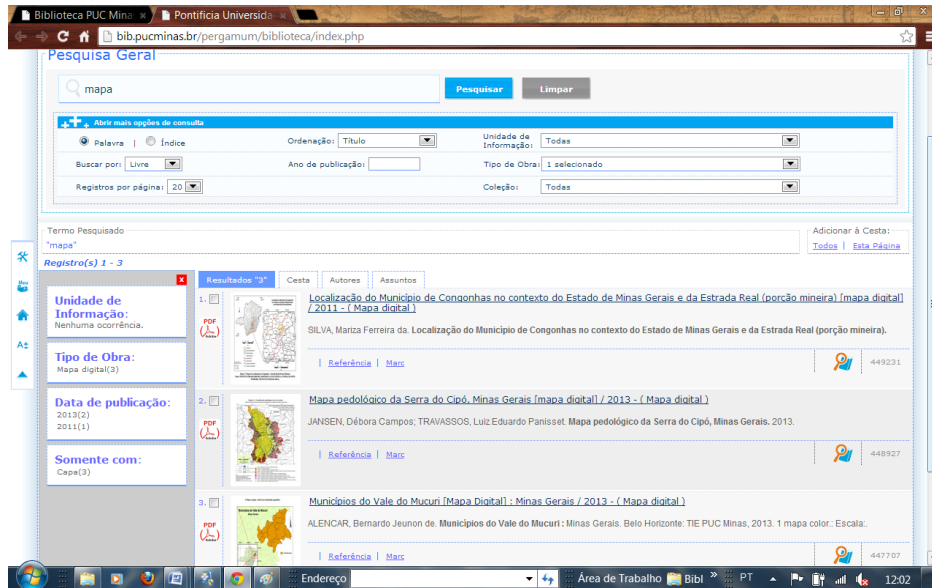 Biblioteca PUC Mina
Pontifícia Universida
bib.pucminas.br/pergamum/biblioteca/index.php
Pesquisa Geral
mapa
Pesquisar
Limpar
Abrir mais opções de consulta
Palavra | Índice
Ordenação: Título
Unidade de Informação: Todas
Buscar por: Livre
Ano de publicação:
Tipo de Obra: 1 selecionado
Registros por página: 20
Coleção: Todas
Termo Pesquisado
"mapa"
Adicionar à Cesta:
Todos | Esta Página
Registro(s) 1 - 3
Meu
A±
Unidade de
Informação:
Nenhuma ocorrência.
Tipo de Obra:
Mapa digital(3)
Data de publicação:
2013(2)
2011(1)
Somente com:
Capa(3)
Resultados "3"
Cesta
Autores
Assuntos
1.
PDF
Localização do Município de Congonhas no contexto do Estado de Minas Gerais e da Estrada Real (porção mineira) [mapa digital]
/ 2011 - ( Mapa digital )
SILVA, Mariza Ferreira da. Localização do Município de Congonhas no contexto do Estado de Minas Gerais e da Estrada Real (porção mineira).
| Referência | Marc
449231
2.
PDF
Mapa pedológico da Serra do Cipó, Minas Gerais [mapa digital] / 2013 - ( Mapa digital )
JANSEN, Débora Campos; TRAVASSOS, Luiz Eduardo Panisset. Mapa pedológico da Serra do Cipó, Minas Gerais. 2013.
| Referência | Marc
448927
3.
PDF
Municípios do Vale do Mucuri [Mapa Digital] : Minas Gerais / 2013 - ( Mapa digital )
ALENCAR, Bernardo Jeunon de. Municípios do Vale do Mucuri : Minas Gerais. Belo Horizonte: TIE PUC Minas, 2013. 1 mapa color.: Escala:.
| Referência | Marc
447707
Endereço
Área de Trabalho
Bibl
»
PT
12:02